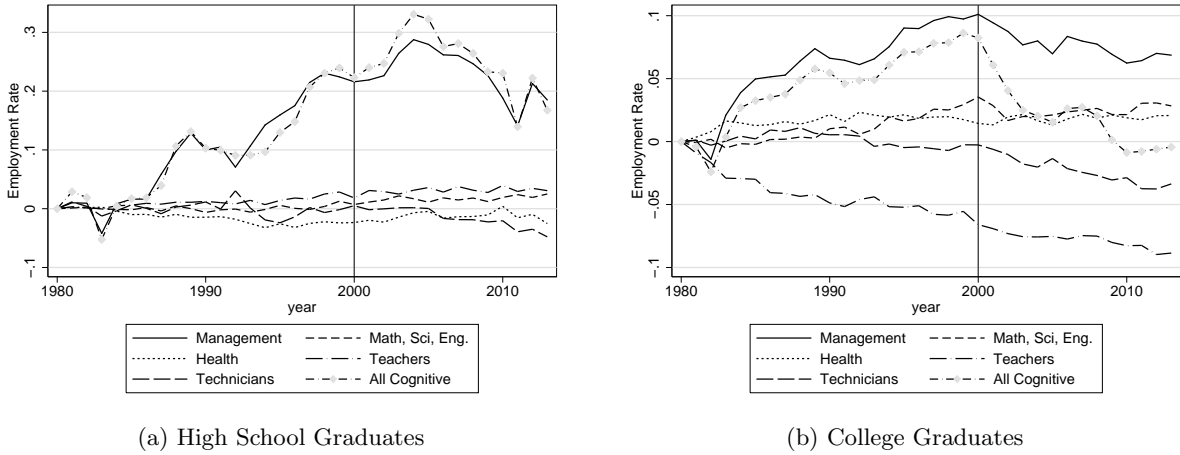 Employment Rate
.3
.2
.1
0
−.1
1980 1990 2000 2010
year
Management Math, Sci, Eng.
Health Teachers
Technicians All Cognitive
(a) High School Graduates
Employment Rate
.1
.05
0
−.05
−.1
1980 1990 2000 2010
year
Management Math, Sci, Eng.
Health Teachers
Technicians All Cognitive
(b) College Graduates